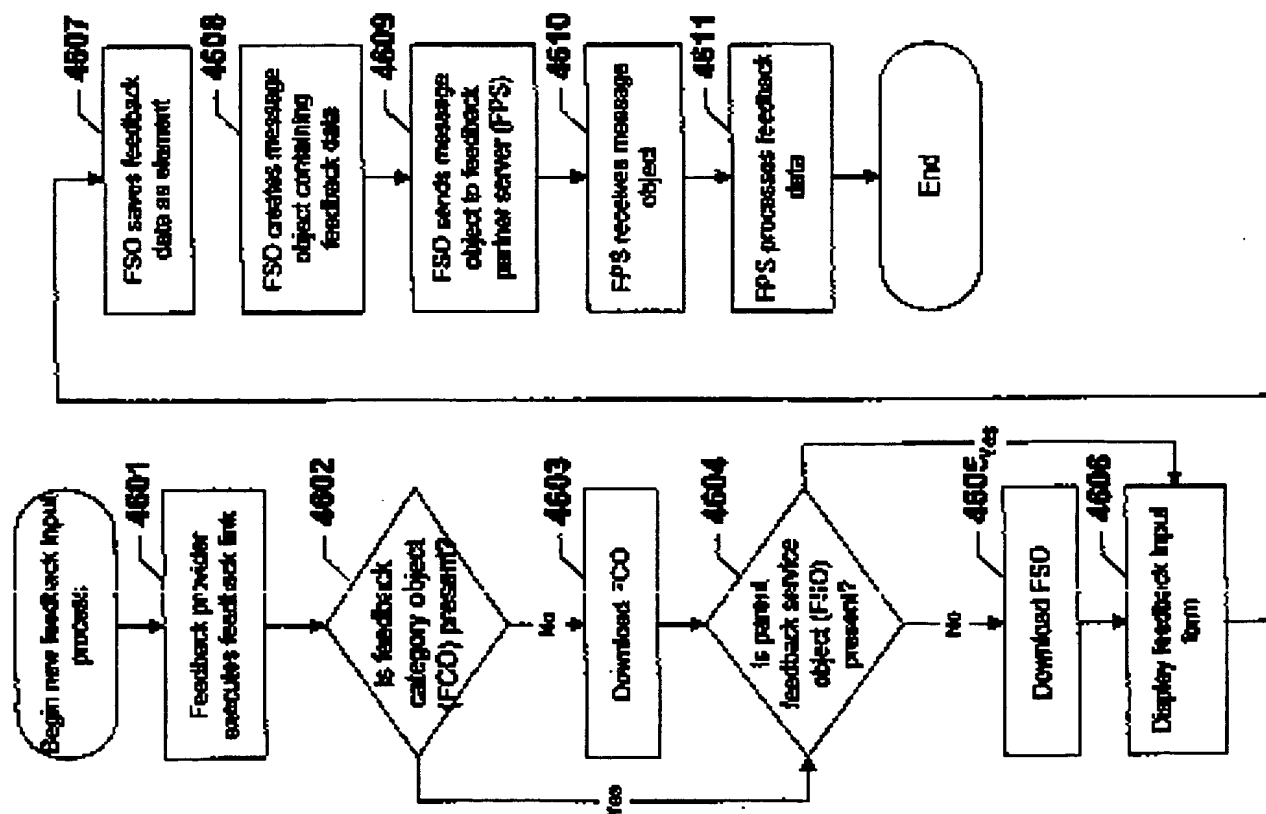 Begin new feedback input
process
4601
Feedback provider
executes feedback link
4602
Is feedback
category object
(FCO) present?
No
Yes
4603
Download FCO
4604
Is parent
feedback service
object (FSO)
present?
Yes
No
4605
Download FSO
4606
Display feedback input
form
4607
FSO saves feedback
data as element
4608
FSO creates message
object containing
feedback data
4609
FSO sends message
object to feedback
partner server (FPS)
4610
FPS receives message
object
4611
FPS processes feedback
data
End